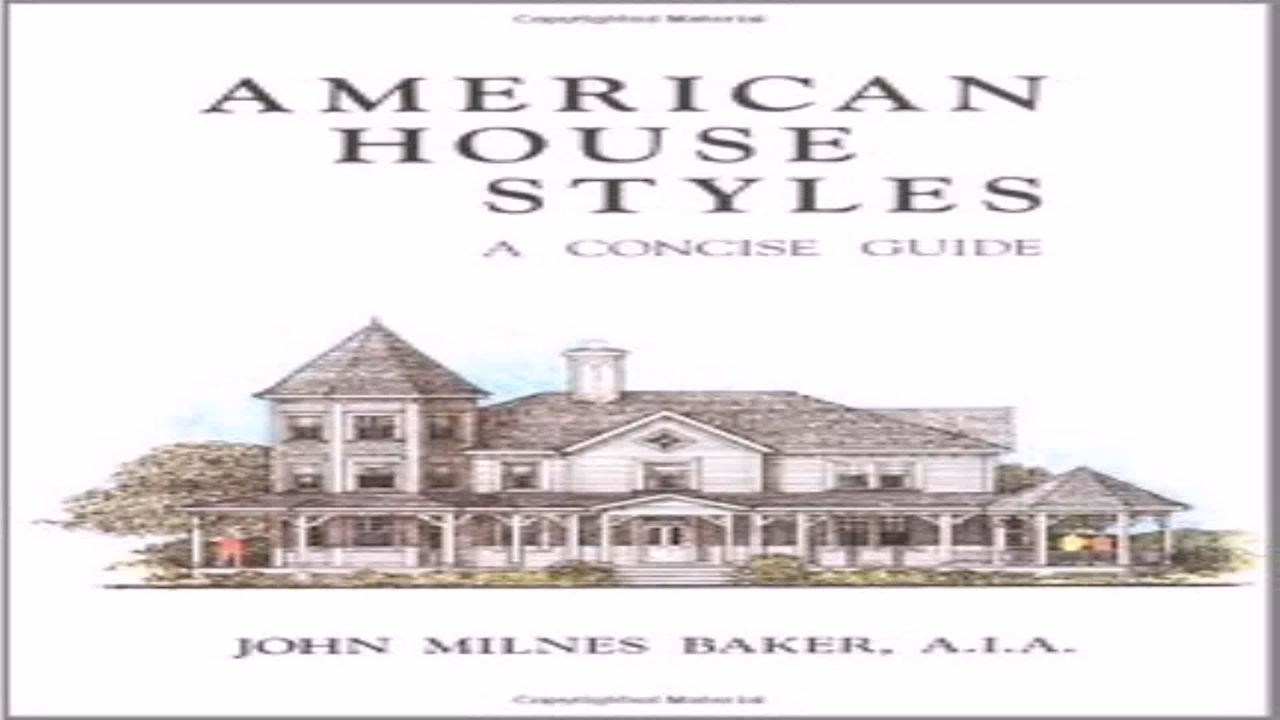 Copyrighted Material
AMERICAN
HOUSE
STYLES
A CONCISE GUIDE
JOHN MILNES BAKER, A.I.A.
Copyrighted Material